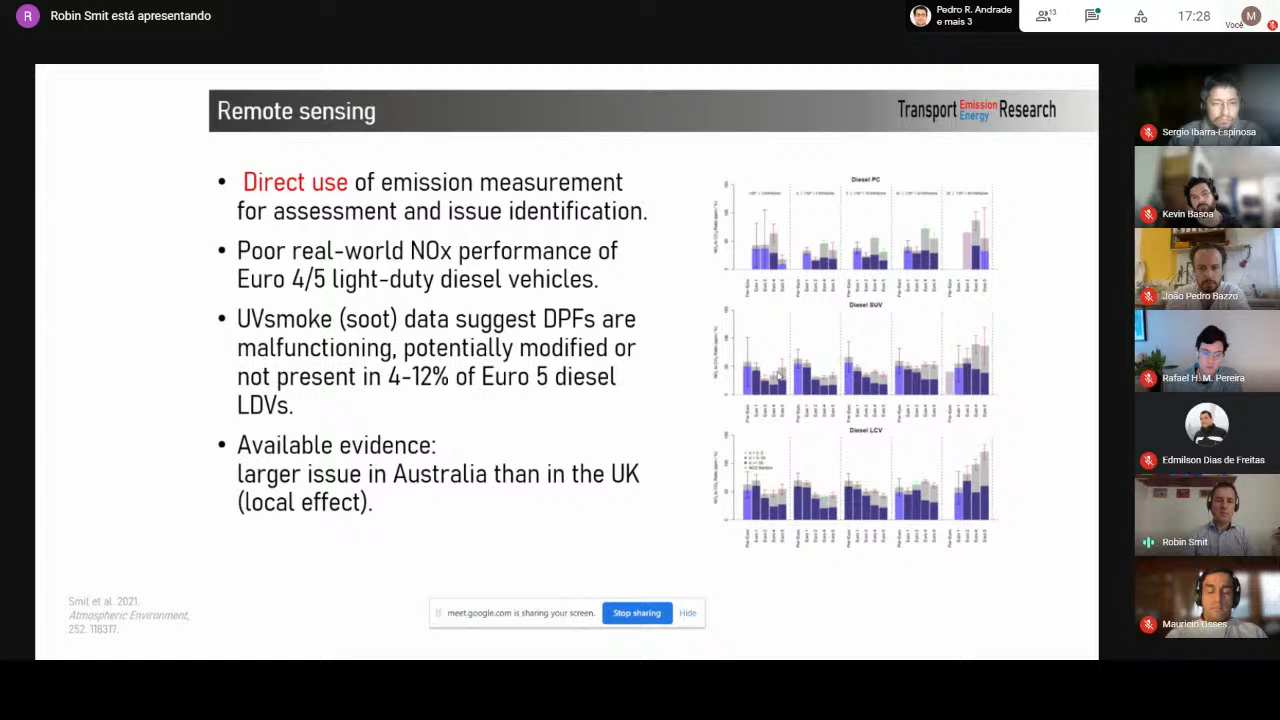 R Robin Smit está apresentando
Pedro R. Andrade
e mais 3
13
17:28
Você
M
Remote sensing
Transport Emission Energy Research
• Direct use of emission measurement
for assessment and issue identification.
• Poor real-world NOx performance of
Euro 4/5 light-duty diesel vehicles.
• UVsmoke (soot) data suggest DPFs are
malfunctioning, potentially modified or
not present in 4-12% of Euro 5 diesel
LDVs.
• Available evidence:
larger issue in Australia than in the UK
(local effect).
Diesel PC
Diesel SUV
Diesel LCV
Smit et al. 2021.
Atmospheric Environment,
252. 118317.
meet.google.com is sharing your screen.
Stop sharing
Hide
Sergio Ibarra-Espinosa
Kevin Basoa
João Pedro Bazzo
Rafael H. M. Pereira
Edmilson Dias de Freitas
Robin Smit
Mauricio Osses